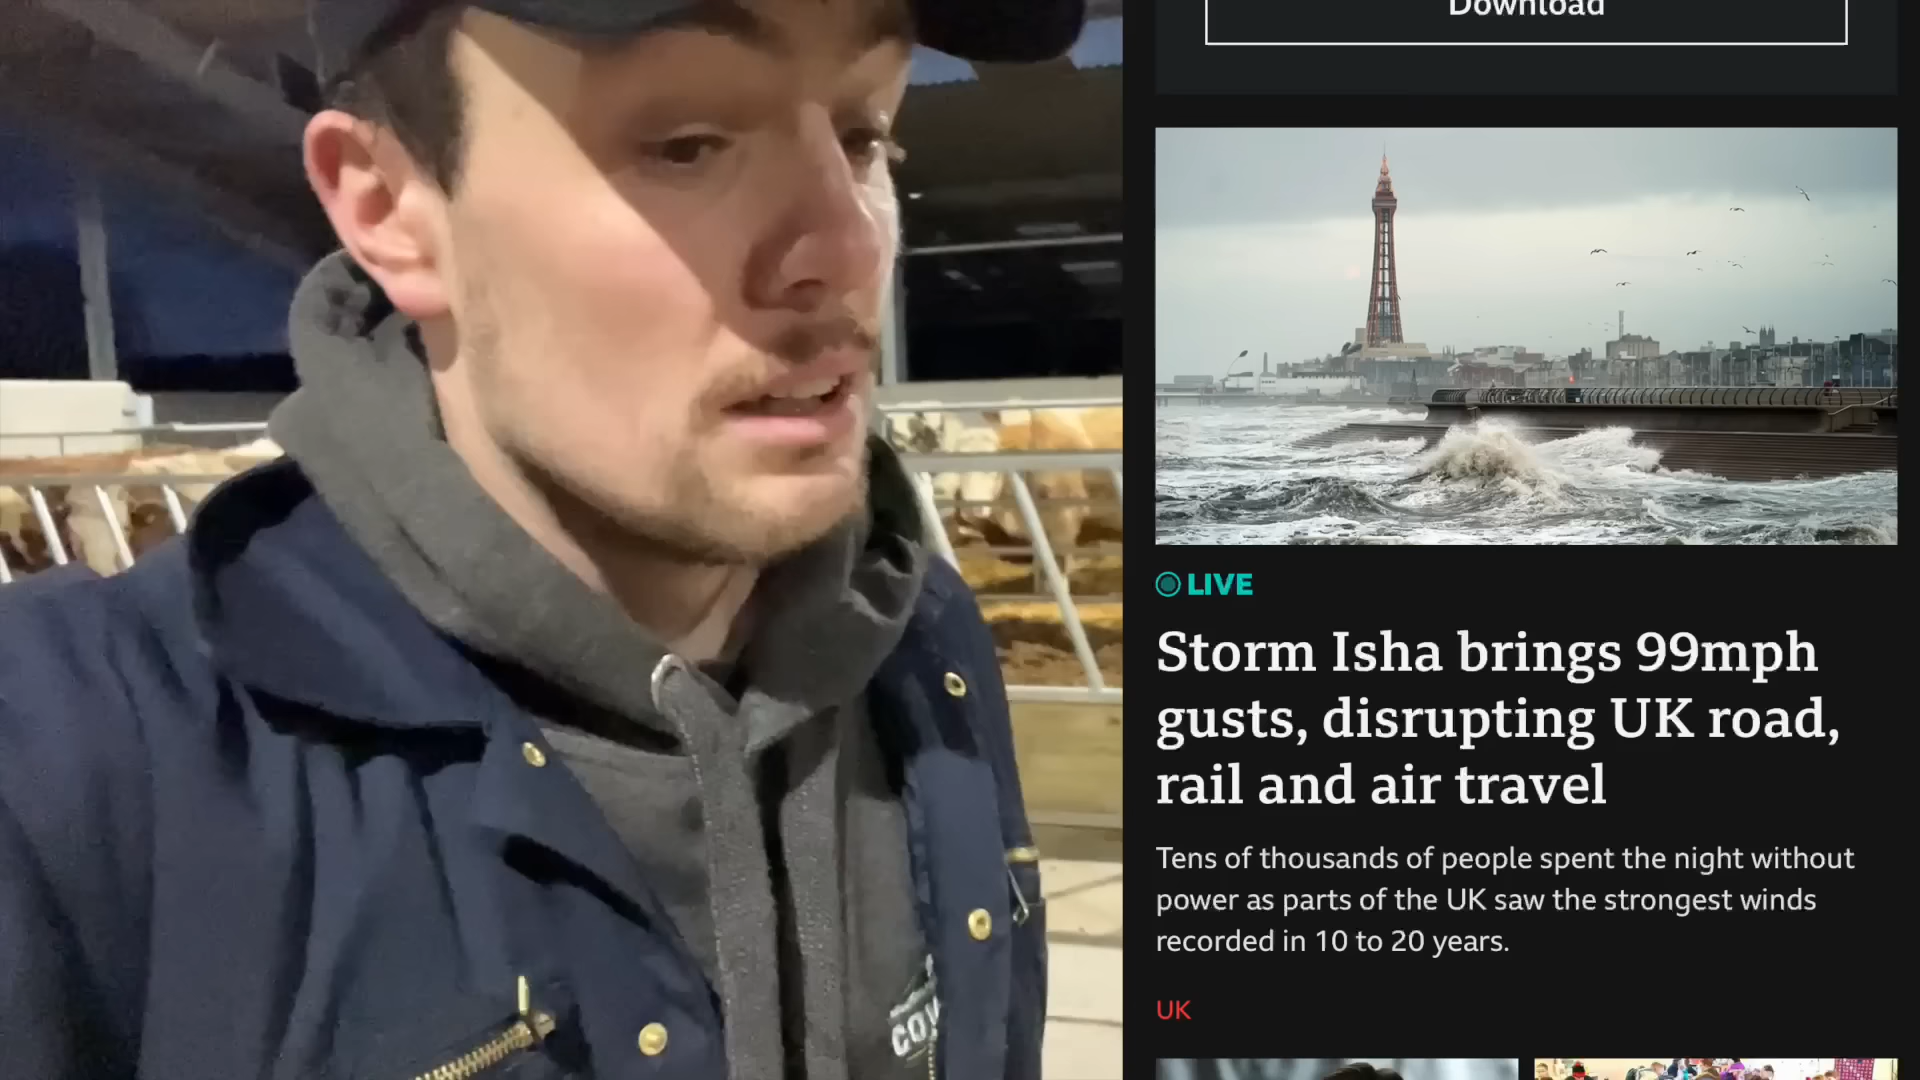 Download
LIVE
Storm Isha brings 99mph
gusts, disrupting UK road,
rail and air travel
Tens of thousands of people spent the night without
power as parts of the UK saw the strongest winds
recorded in 10 to 20 years.
UK